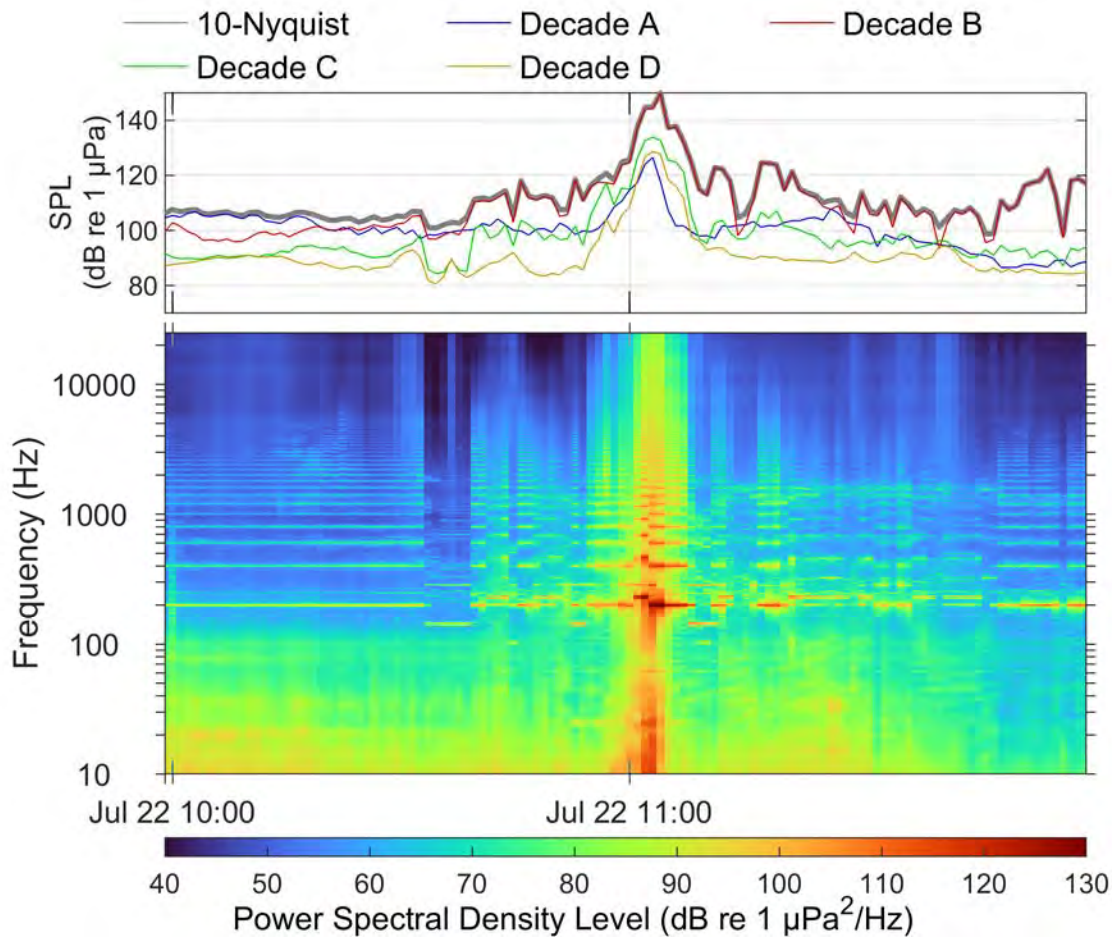 10-Nyquist Decade A Decade B
Decade C Decade D
140
120
100
80
SPL
(dB re 1 µPa)
10000
1000
100
10
Frequency (Hz)
Jul 22 10:00 Jul 22 11:00
40 50 60 70 80 90 100 110 120 130
Power Spectral Density Level (dB re 1 µPa²/Hz)